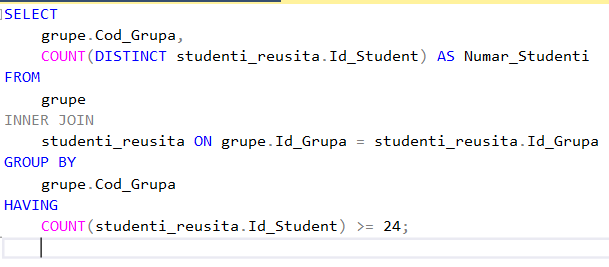 SELECT
grupe.Cod_Grupa,
COUNT(DISTINCT studenti_reusita.Id_Student) AS Numar_Studenti
FROM
grupe
INNER JOIN
studenti_reusita ON grupe.Id_Grupa = studenti_reusita.Id_Grupa
GROUP BY
grupe.Cod_Grupa
HAVING
COUNT(studenti_reusita.Id_Student) >= 24;